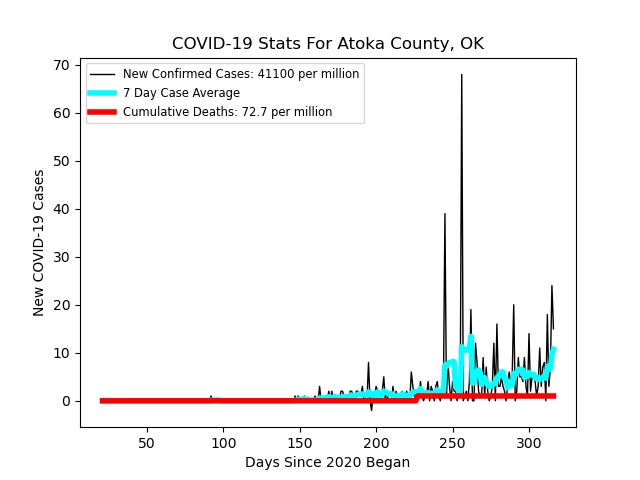 COVID-19 Stats For Atoka County, OK
New Confirmed Cases: 41100 per million
7 Day Case Average
Cumulative Deaths: 72.7 per million
New COVID-19 Cases
70
60
50
40
30
20
10
0
50 100 150 200 250 300
Days Since 2020 Began